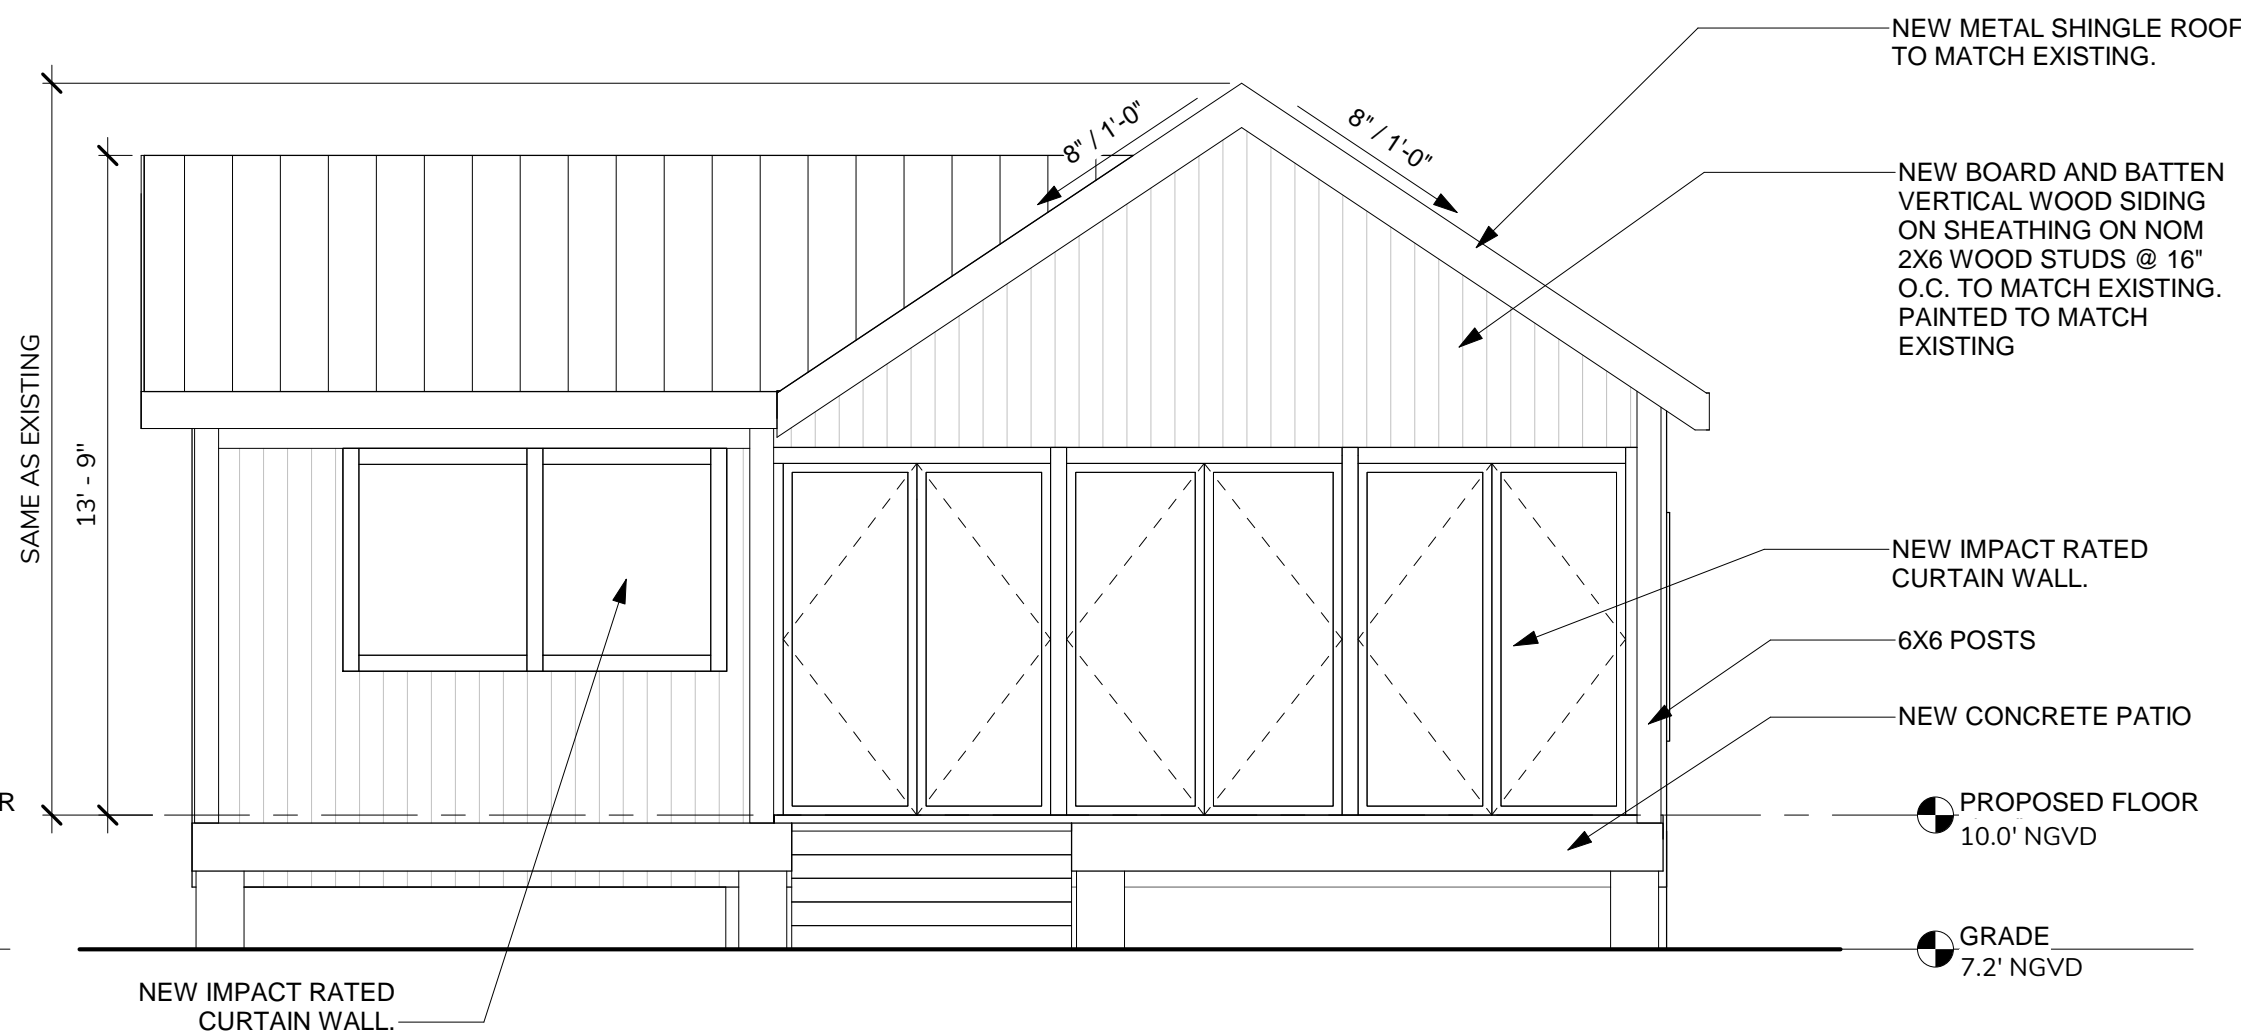 NEW METAL SHINGLE ROOF
TO MATCH EXISTING.
8" / 1'-0"
8" / 1'-0"
NEW BOARD AND BATTEN
VERTICAL WOOD SIDING
ON SHEATHING ON NOM
2X6 WOOD STUDS @ 16"
O.C. TO MATCH EXISTING.
PAINTED TO MATCH
EXISTING
SAME AS EXISTING
13' - 9"
NEW IMPACT RATED
CURTAIN WALL.
6X6 POSTS
NEW CONCRETE PATIO
R
PROPOSED FLOOR
10.0' NGVD
GRADE
7.2' NGVD
NEW IMPACT RATED
CURTAIN WALL.